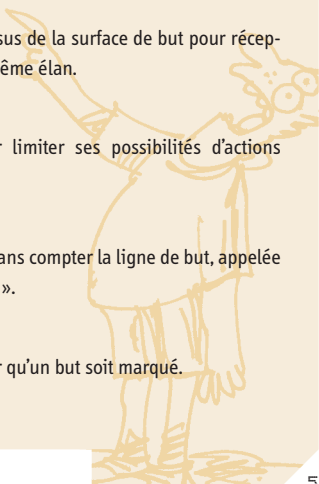 sus de la surface de but pour récep-
ême élan.
r limiter ses possibilités d'actions
ans compter la ligne de but, appelée
».
r qu'un but soit marqué.
5